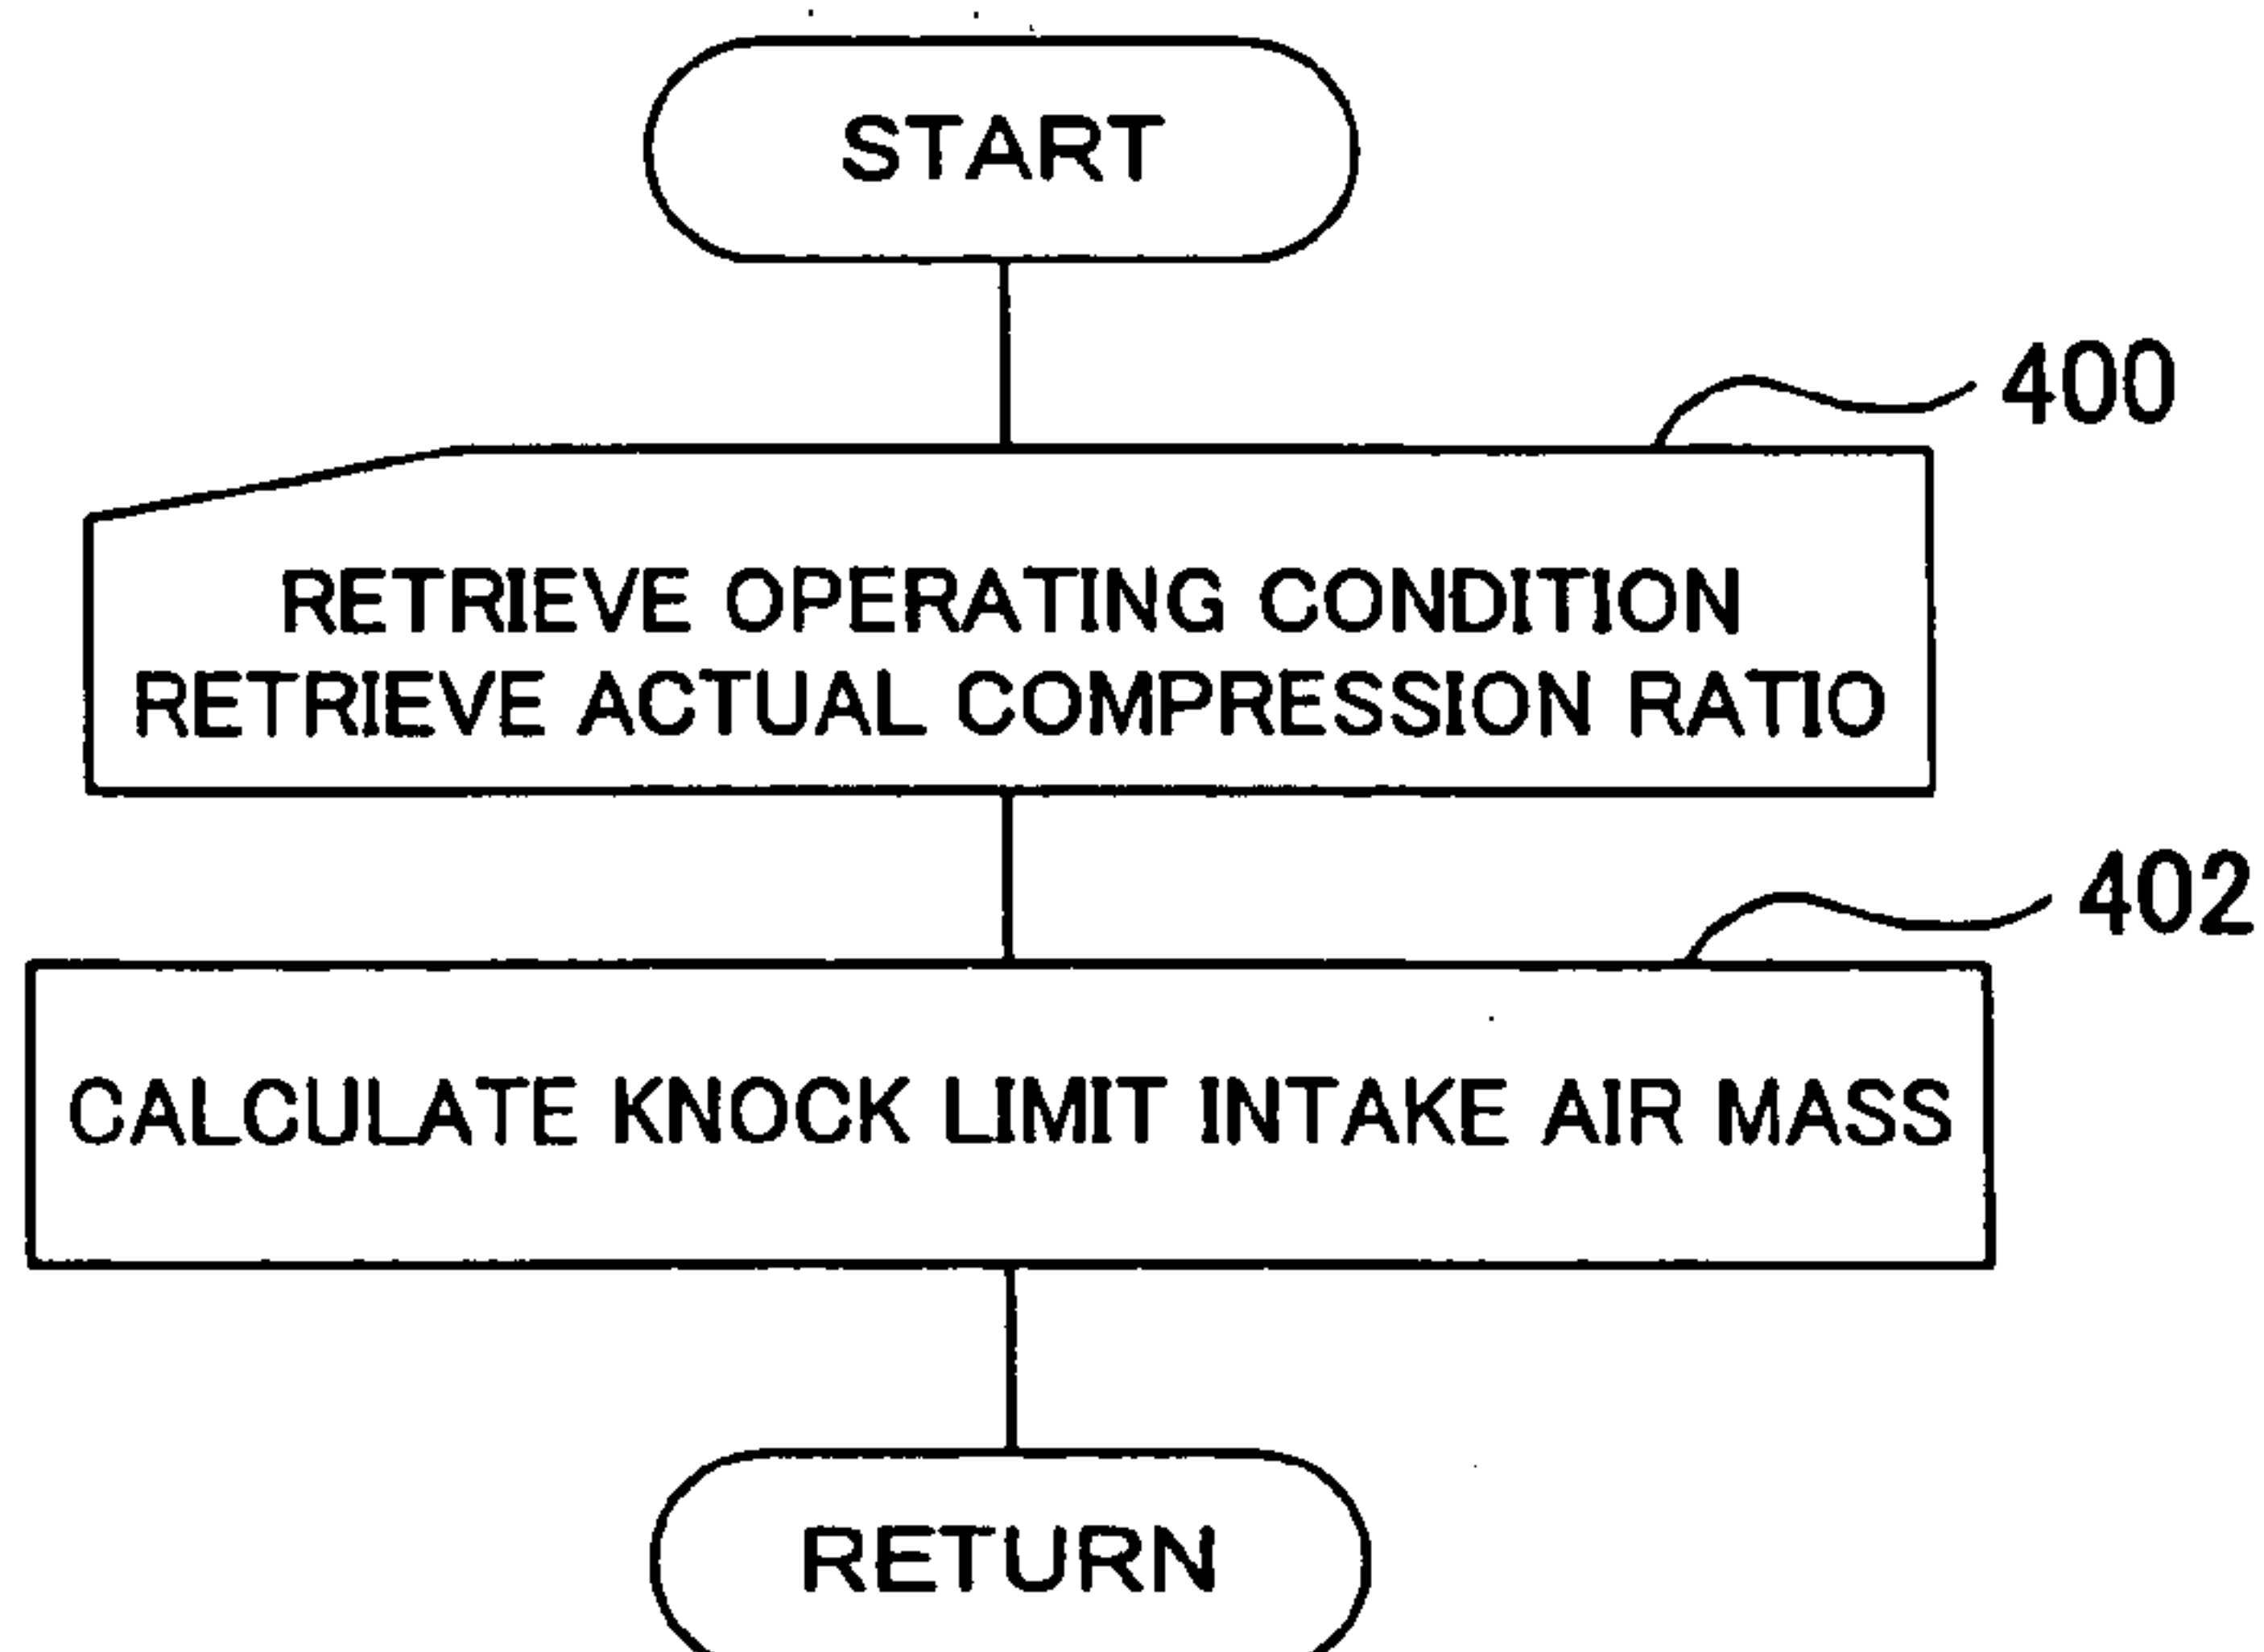 START
400
RETRIEVE OPERATING CONDITION
RETRIEVE ACTUAL COMPRESSION RATIO
402
CALCULATE KNOCK LIMIT INTAKE AIR MASS
RETURN